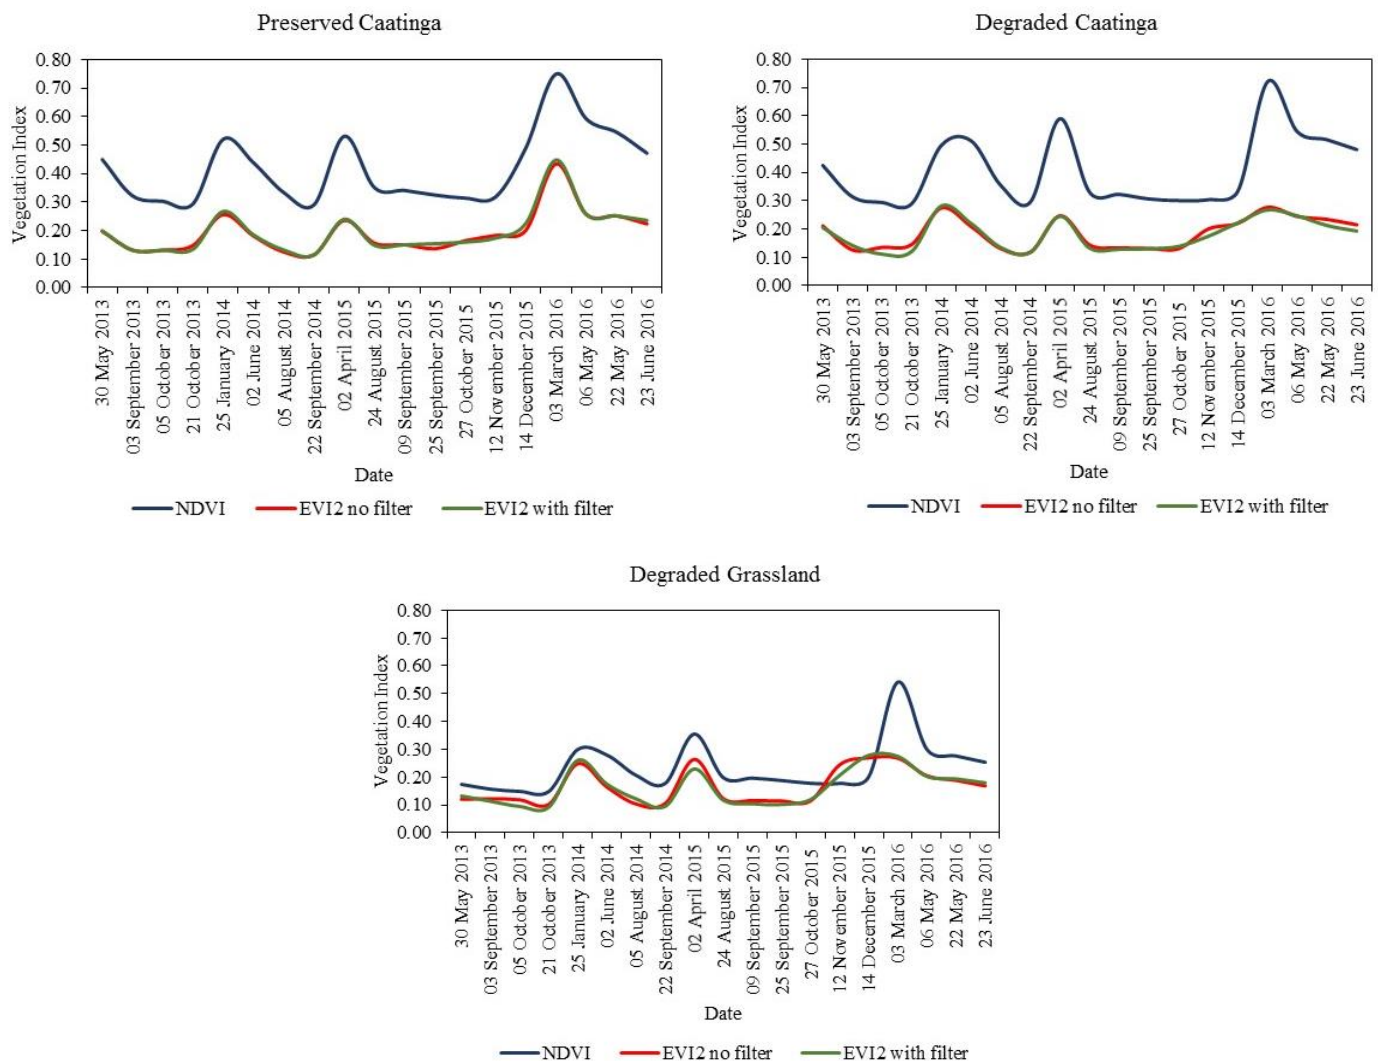 Preserved Caatinga
Vegetation Index
0.80
0.70
0.60
0.50
0.40
0.30
0.20
0.10
0.00
30 May 2013
03 September 2013
05 October 2013
21 October 2013
25 January 2014
02 June 2014
05 August 2014
22 September 2014
02 April 2015
24 August 2015
09 September 2015
25 September 2015
27 October 2015
12 November 2015
14 December 2015
03 March 2016
06 May 2016
22 May 2016
23 June 2016
Date
NDVI EVI2 no filter EVI2 with filter
Degraded Caatinga
Vegetation Index
0.80
0.70
0.60
0.50
0.40
0.30
0.20
0.10
0.00
30 May 2013
03 September 2013
05 October 2013
21 October 2013
25 January 2014
02 June 2014
05 August 2014
22 September 2014
02 April 2015
24 August 2015
09 September 2015
25 September 2015
27 October 2015
12 November 2015
14 December 2015
03 March 2016
06 May 2016
22 May 2016
23 June 2016
Date
NDVI EVI2 no filter EVI2 with filter
Degraded Grassland
Vegetation Index
0.80
0.70
0.60
0.50
0.40
0.30
0.20
0.10
0.00
30 May 2013
03 September 2013
05 October 2013
21 October 2013
25 January 2014
02 June 2014
05 August 2014
22 September 2014
02 April 2015
24 August 2015
09 September 2015
25 September 2015
27 October 2015
12 November 2015
14 December 2015
03 March 2016
06 May 2016
22 May 2016
23 June 2016
Date
NDVI EVI2 no filter EVI2 with filter